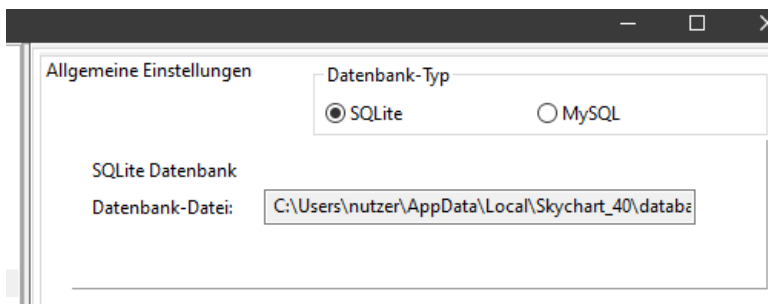 Allgemeine Einstellungen
Datenbank-Typ
SQLite
MySQL
SQLite Datenbank
Datenbank-Datei:
C:\Users\nutzer\AppData\Local\Skychart_40\databa